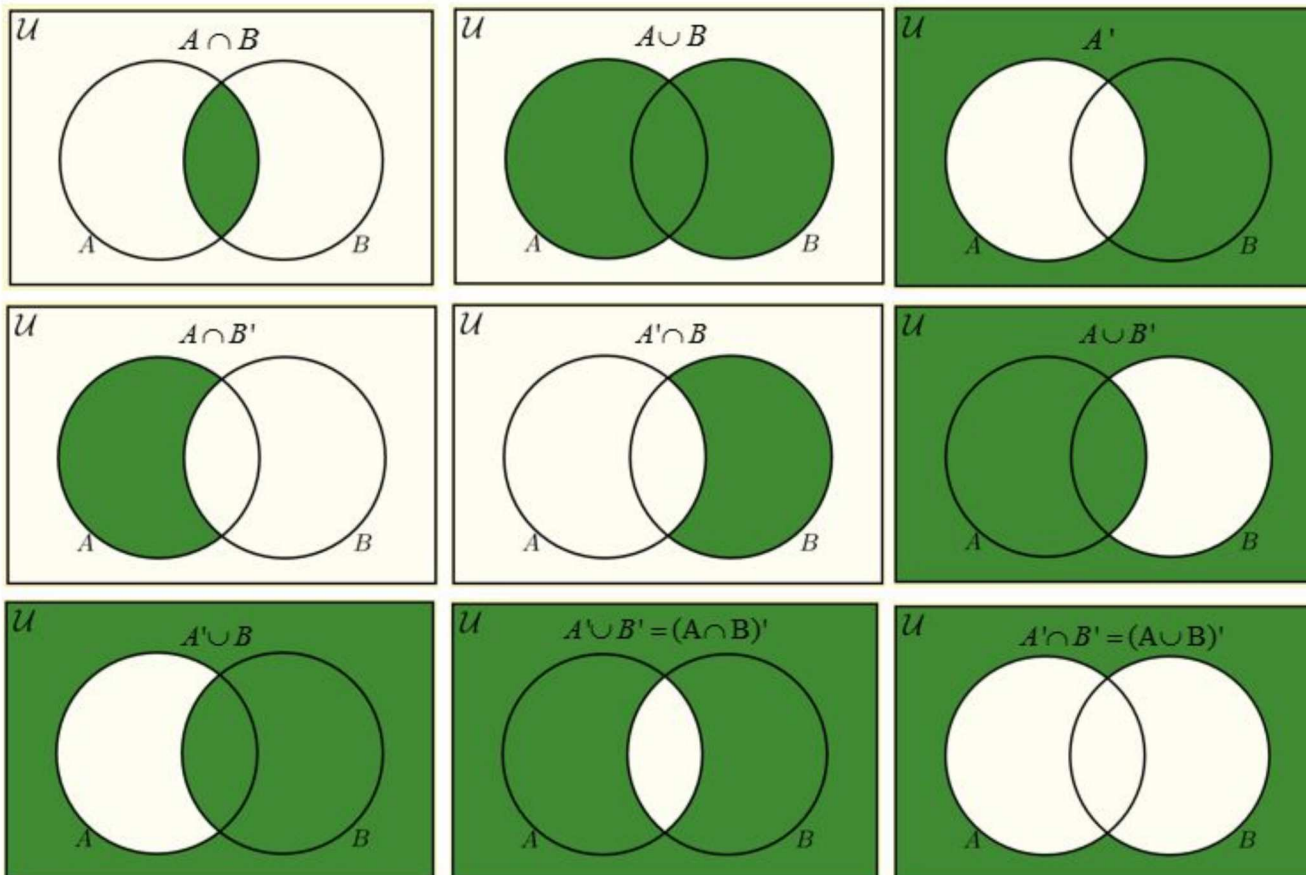 𝒰
A ∩ B
A B
𝒰
A ∪ B
A B
𝒰
A '
A B
𝒰
A ∩ B'
A B
𝒰
A'∩ B
A B
𝒰
A ∪ B'
A B
𝒰
A'∪ B
A B
𝒰
A'∪ B' = (A∩ B)'
A B
𝒰
A'∩ B' = (A∪ B)'
A B